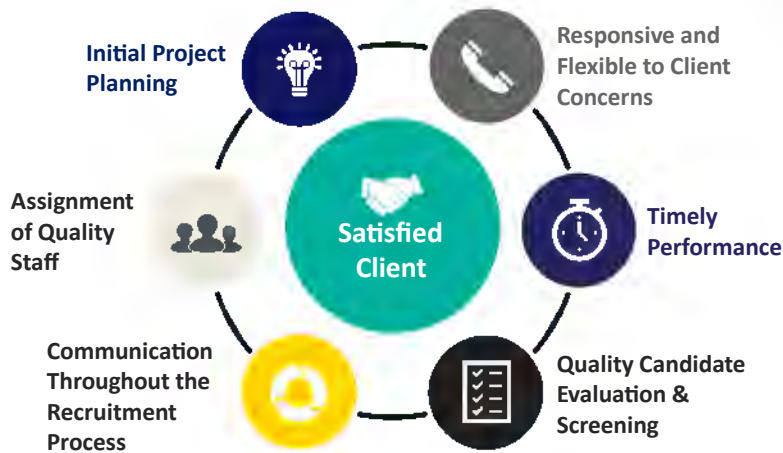 Initial Project
Planning
Responsive and
Flexible to Client
Concerns
Assignment
of Quality
Staff
Satisfied
Client
Timely
Performance
Communication
Throughout the
Recruitment
Process
Quality Candidate
Evaluation &
Screening